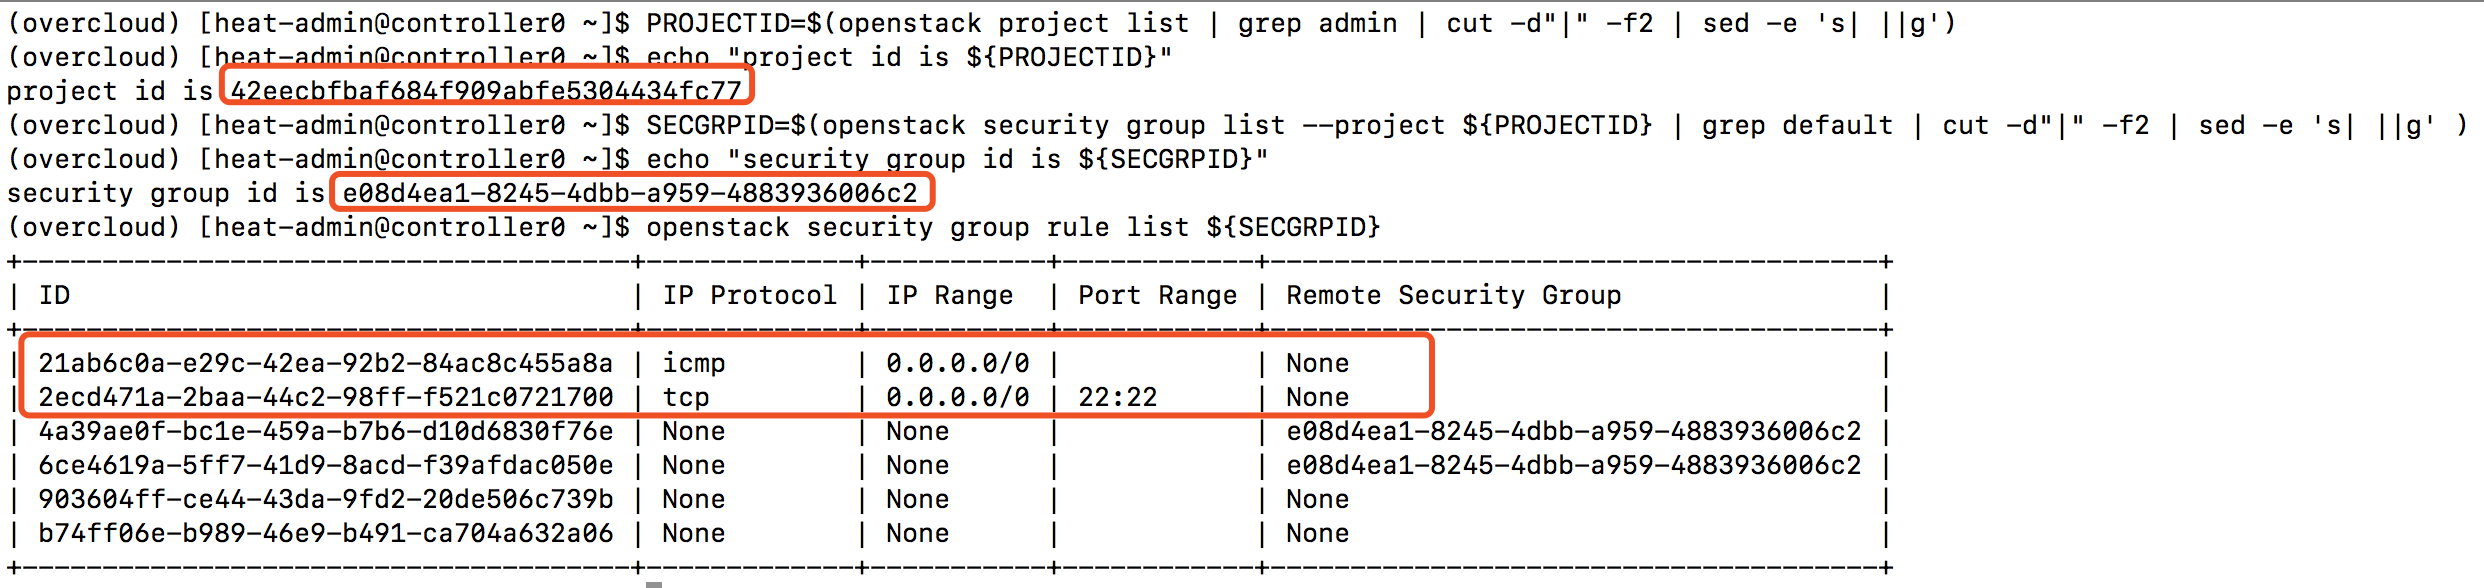 (overcloud) [heat-admin@controller0 ~]$ PROJECTID=$(openstack project list | grep admin | cut -d"|" -f2 | sed -e 's| ||g')
(overcloud) [heat-admin@controller0 ~]$ echo "project id is ${PROJECTID}"
project id is 42eecbfbaf684f909abfe5304434fc77
(overcloud) [heat-admin@controller0 ~]$ SECGRPID=$(openstack security group list --project ${PROJECTID} | grep default | cut -d"|" -f2 | sed -e 's| ||g' )
(overcloud) [heat-admin@controller0 ~]$ echo "security group id is ${SECGRPID}"
security group id is e08d4ea1-8245-4dbb-a959-4883936006c2
(overcloud) [heat-admin@controller0 ~]$ openstack security group rule list ${SECGRPID}
+--------------------------------------+-------------+-----------+------------+--------------------------------------+
| ID                                   | IP Protocol | IP Range  | Port Range | Remote Security Group                |
+--------------------------------------+-------------+-----------+------------+--------------------------------------+
| 21ab6c0a-e29c-42ea-92b2-84ac8c455a8a | icmp        | 0.0.0.0/0 |            | None                                 |
| 2ecd471a-2baa-44c2-98ff-f521c0721700 | tcp         | 0.0.0.0/0 | 22:22      | None                                 |
| 4a39ae0f-bc1e-459a-b7b6-d10d6830f76e | None        | None      |            | e08d4ea1-8245-4dbb-a959-4883936006c2 |
| 6ce4619a-5ff7-41d9-8acd-f39afdac050e | None        | None      |            | e08d4ea1-8245-4dbb-a959-4883936006c2 |
| 903604ff-ce44-43da-9fd2-20de506c739b | None        | None      |            | None                                 |
| b74ff06e-b989-46e9-b491-ca704a632a06 | None        | None      |            | None                                 |
+--------------------------------------+-------------+-----------+------------+--------------------------------------+